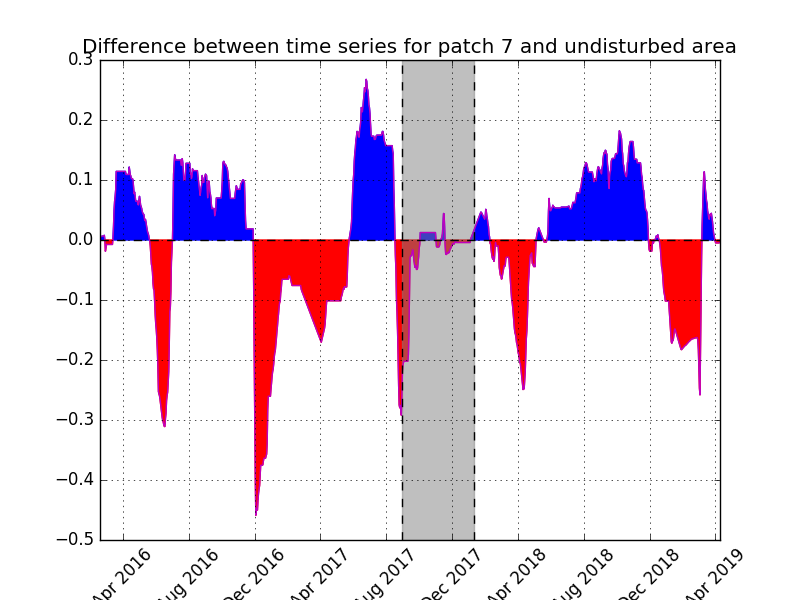 Difference between time series for patch 7 and undisturbed area
0.3
0.2
0.1
0.0
−0.1
−0.2
−0.3
−0.4
−0.5
Apr 2016
Aug 2016
Dec 2016
Apr 2017
Aug 2017
Dec 2017
Apr 2018
Aug 2018
Dec 2018
Apr 2019